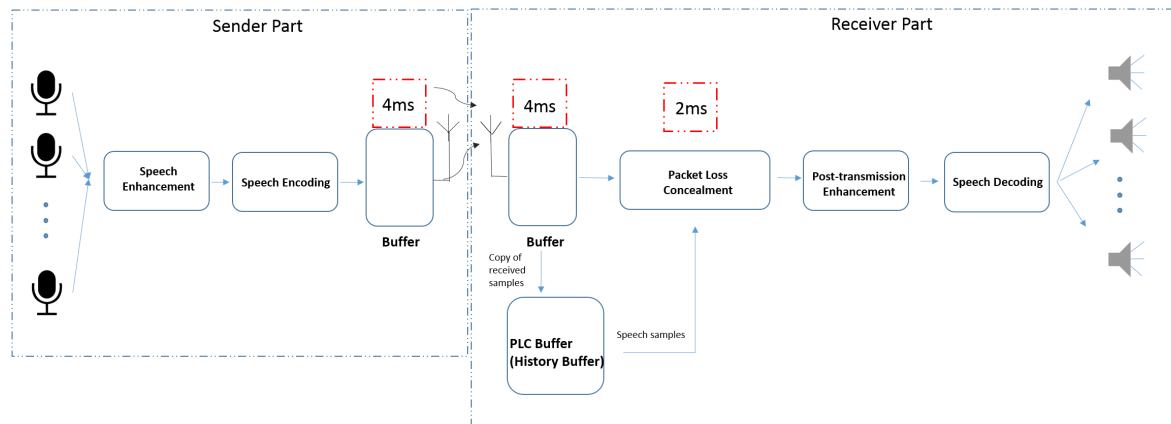 Sender Part
Receiver Part
4ms
4ms
2ms
Speech
Enhancement
Speech Encoding
Packet Loss
Concealment
Post-transmission
Enhancement
Speech Decoding
Buffer
Buffer
Copy of
received
samples
PLC Buffer
(History Buffer)
Speech samples